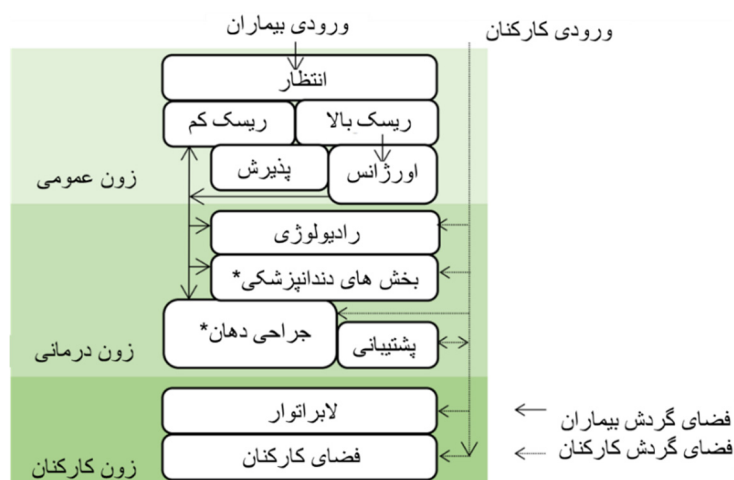 ورودی بیماران
ورودی کارکنان
انتظار
ریسک بالا
ریسک کم
اورژانس
پذیرش
زون عمومی
رادیولوژی
بخش های دندانپزشکی*
جراحی دهان*
پشتیبانی
زون درمانی
لابراتوار
فضای کارکنان
زون کارکنان
فضای گردش بیماران
فضای گردش کارکنان